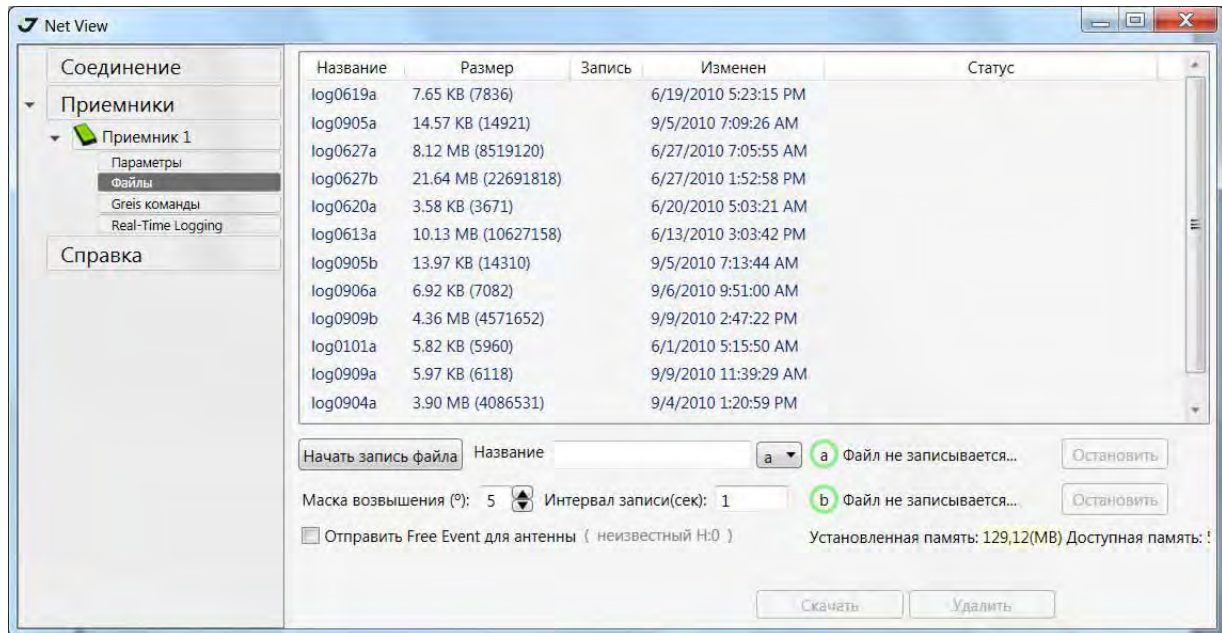 Net View
Соединение
Приемники
Приемник 1
Параметры
Файлы
Greis команды
Real-Time Logging
Справка
Название Размер Запись Изменен Статус
log0619a 7.65 KB (7836) 6/19/2010 5:23:15 PM
log0905a 14.57 KB (14921) 9/5/2010 7:09:26 AM
log0627a 8.12 MB (8519120) 6/27/2010 7:05:55 AM
log0627b 21.64 MB (22691818) 6/27/2010 1:52:58 PM
log0620a 3.58 KB (3671) 6/20/2010 5:03:21 AM
log0613a 10.13 MB (10627158) 6/13/2010 3:03:42 PM
log0905b 13.97 KB (14310) 9/5/2010 7:13:44 AM
log0906a 6.92 KB (7082) 9/6/2010 9:51:00 AM
log0909b 4.36 MB (4571652) 9/9/2010 2:47:22 PM
log0101a 5.82 KB (5960) 6/1/2010 5:15:50 AM
log0909a 5.97 KB (6118) 9/9/2010 11:39:29 AM
log0904a 3.90 MB (4086531) 9/4/2010 1:20:59 PM
Начать запись файла Название a a Файл не записывается... Остановить
Маска возвышения (º): 5 Интервал записи(сек): 1 b Файл не записывается... Остановить
Отправить Free Event для антенны ( неизвестный H:0 ) Установленная память: 129,12(MB) Доступная память:
Скачать Удалить